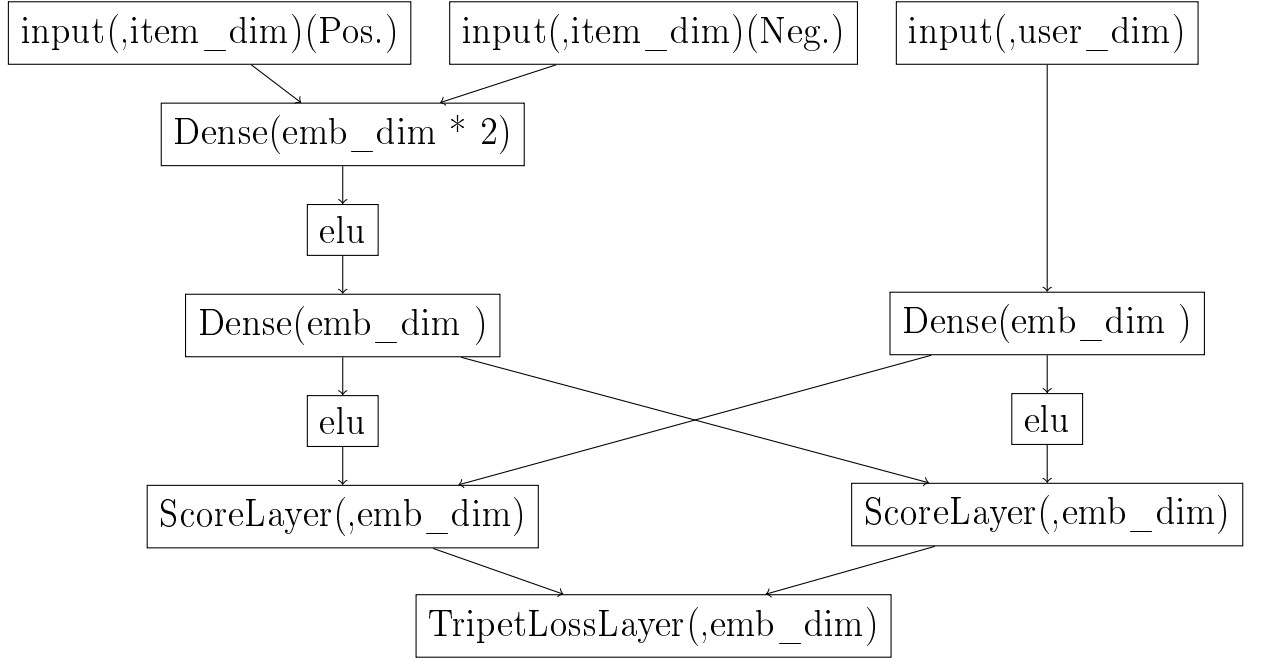 input(,item_dim)(Pos.)
input(,item_dim)(Neg.)
input(,user_dim)
Dense(emb_dim * 2)
elu
Dense(emb_dim )
Dense(emb_dim )
elu
elu
ScoreLayer(,emb_dim)
ScoreLayer(,emb_dim)
TripetLossLayer(,emb_dim)